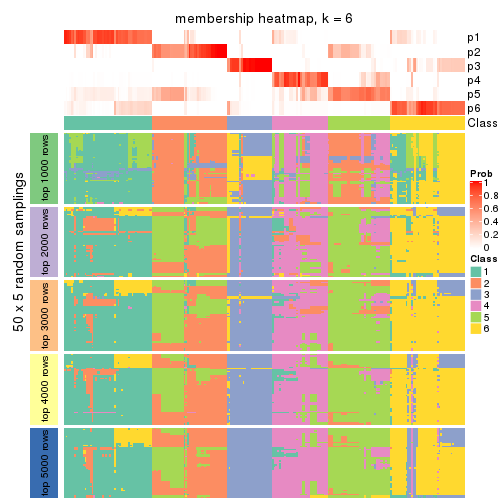 membership heatmap, k = 6
p1
p2
p3
p4
p5
p6
Class
50 x 5 random samplings
top 1000 rows
top 2000 rows
top 3000 rows
top 4000 rows
top 5000 rows
Prob
1
0.8
0.6
0.4
0.2
0
Class
1
2
3
4
5
6